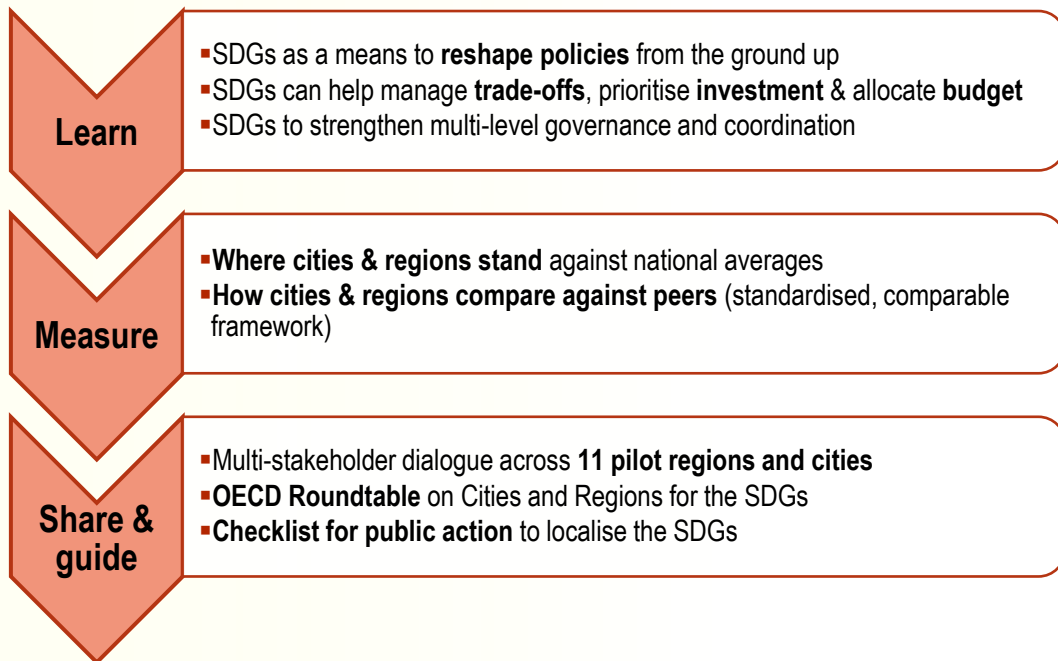 Learn
▪SDGs as a means to reshape policies from the ground up
▪SDGs can help manage trade-offs, prioritise investment & allocate budget
▪SDGs to strengthen multi-level governance and coordination
Measure
▪Where cities & regions stand against national averages
▪How cities & regions compare against peers (standardised, comparable
framework)
Share &
guide
▪Multi-stakeholder dialogue across 11 pilot regions and cities
▪OECD Roundtable on Cities and Regions for the SDGs
▪Checklist for public action to localise the SDGs